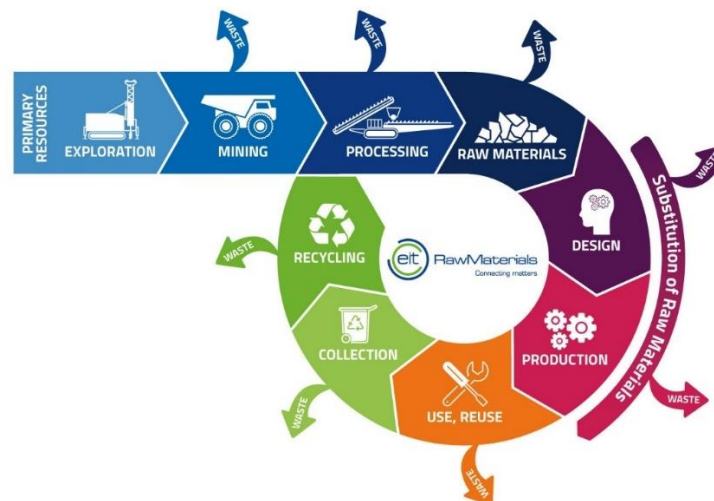 WASTE
WASTE
WASTE
PRIMARY
RESOURCES
EXPLORATION
MINING
PROCESSING
RAW MATERIALS
WASTE
Substitution of Raw Materials
DESIGN
RECYCLING
WASTE
eit RawMaterials
Connecting matters
COLLECTION
PRODUCTION
WASTE
USE, REUSE
WASTE
WASTE